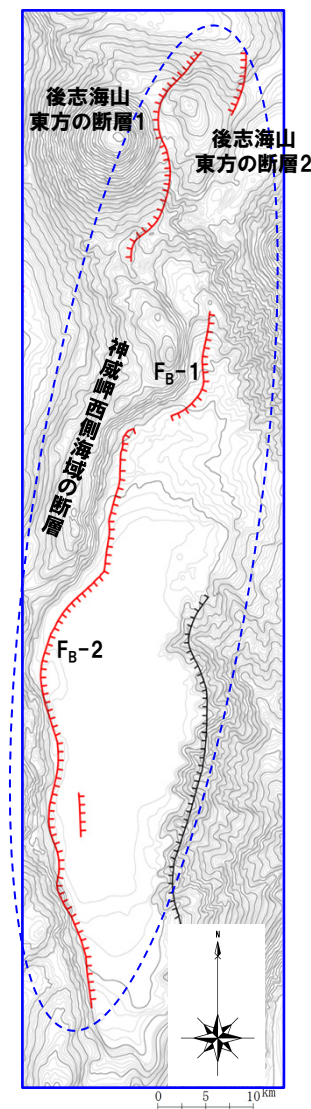 後志海山
東方の断層1
後志海山
東方の断層2
神威岬西側海域の断層
FB-1
FB-2
N
0 5 10km